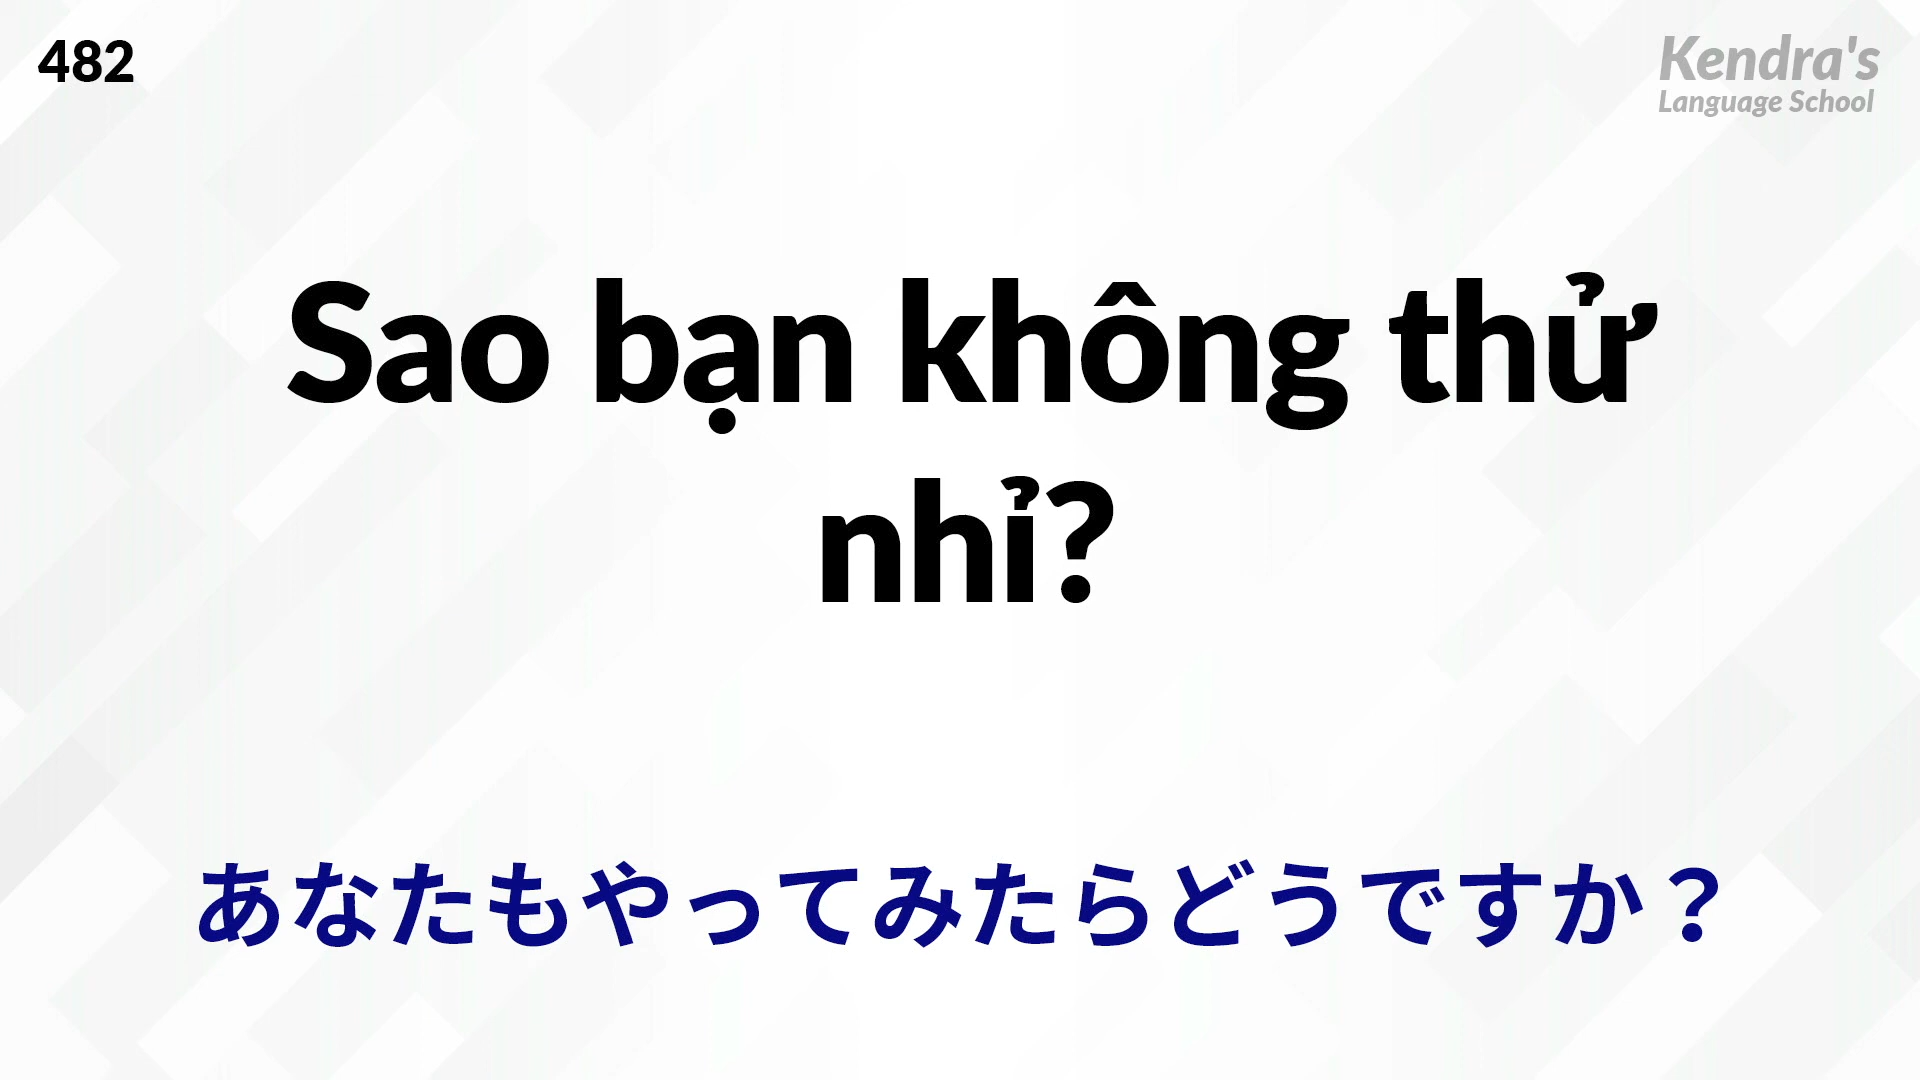 482
Kendra's
Language School
Sao bạn không thử
nhỉ?
あなたもやってみたらどうですか？